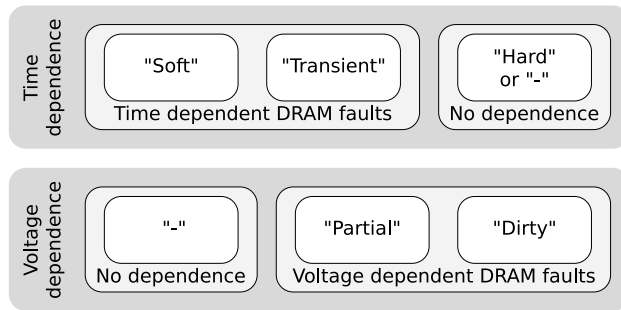 Time
dependence
"Soft"
"Transient"
Time dependent DRAM faults
"Hard"
or "-"
No dependence
Voltage
dependence
"-"
No dependence
"Partial"
"Dirty"
Voltage dependent DRAM faults